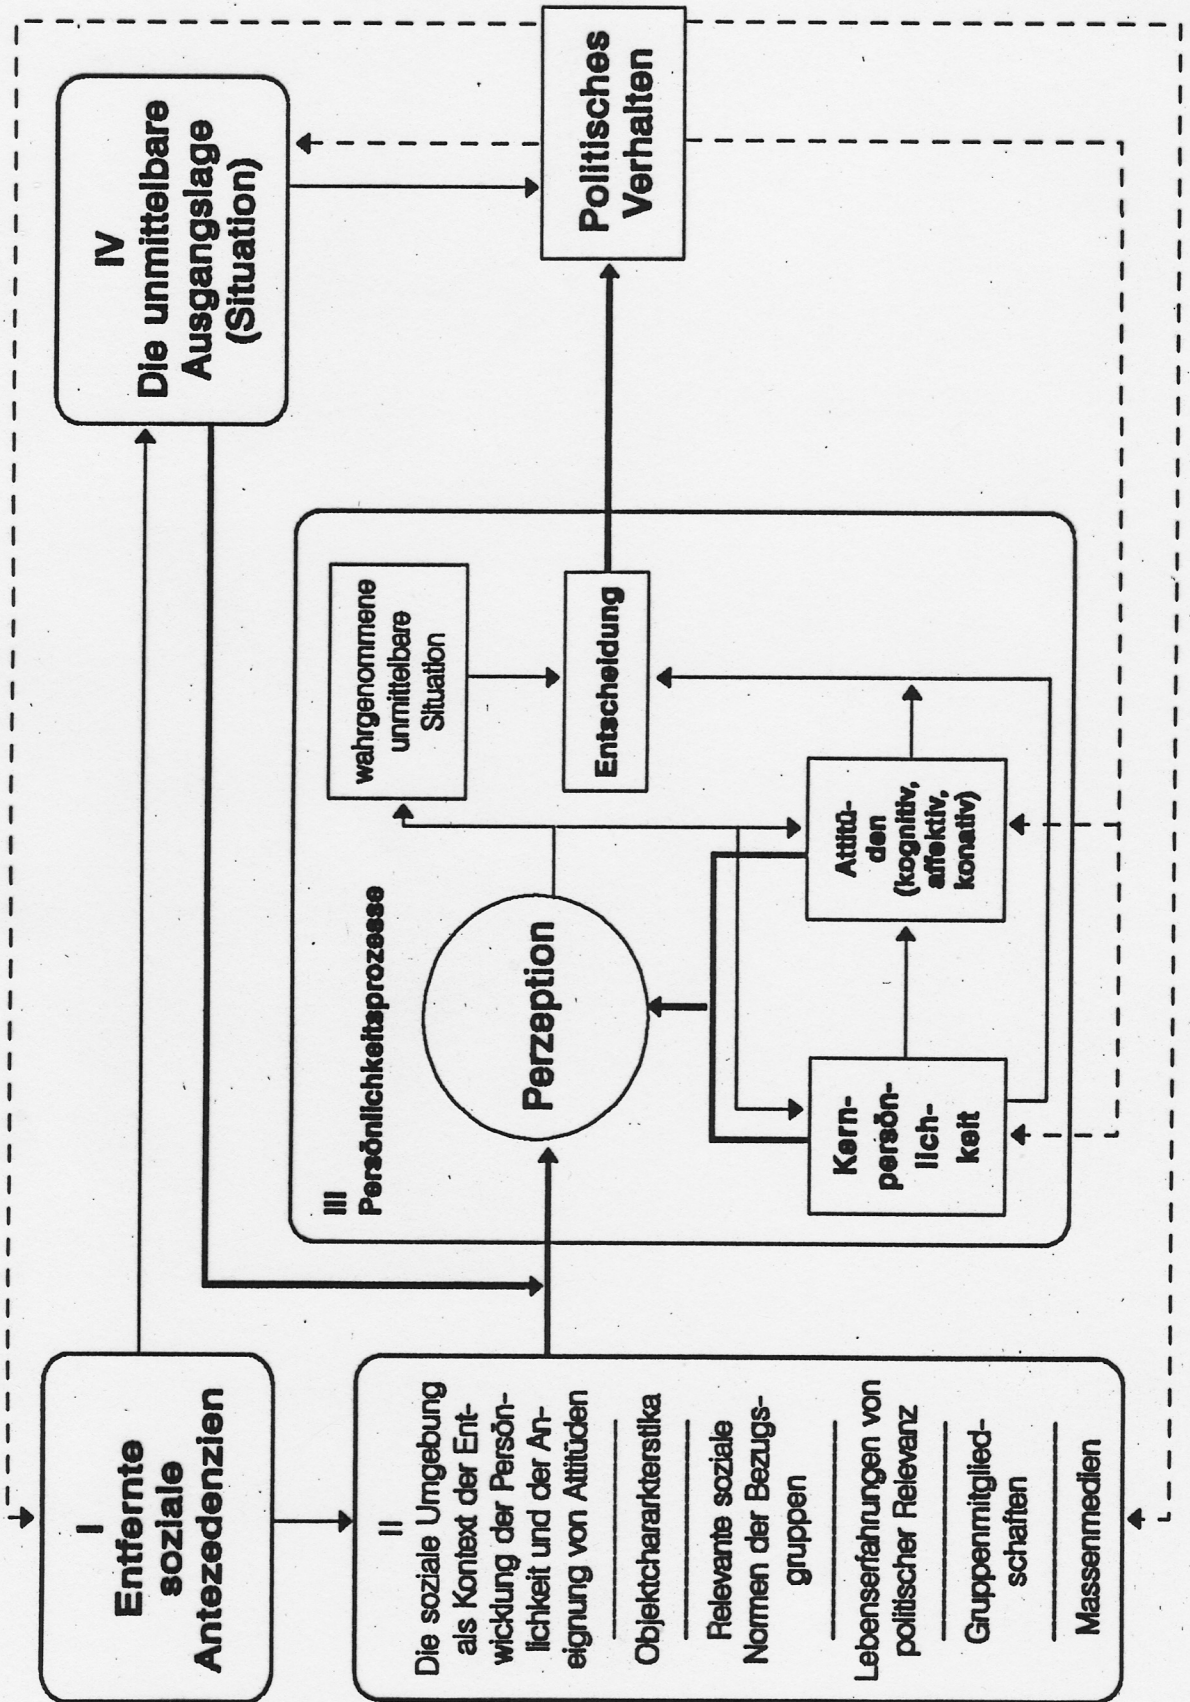 I
Entfernte
soziale
Antezedenzien
II
Die soziale Umgebung
als Kontext der Ent-
wicklung der Persön-
lichkeit und der An-
eignung von Attitüden
Objektchararkterstika
Relevante soziale
Normen der Bezugs-
gruppen
Lebenserfahrungen von
politischer Relevanz
Gruppenmitglied-
schaften
Massenmedien
III
Persönlichkeitsprozesse
Perzeption
Kern-
persön-
lich-
keit
Attitü-
den
(kognitiv,
affektiv,
konativ)
wahrgenommene
unmittelbare
Situation
Entscheidung
IV
Die unmittelbare
Ausgangslage
(Situation)
Politisches
Verhalten